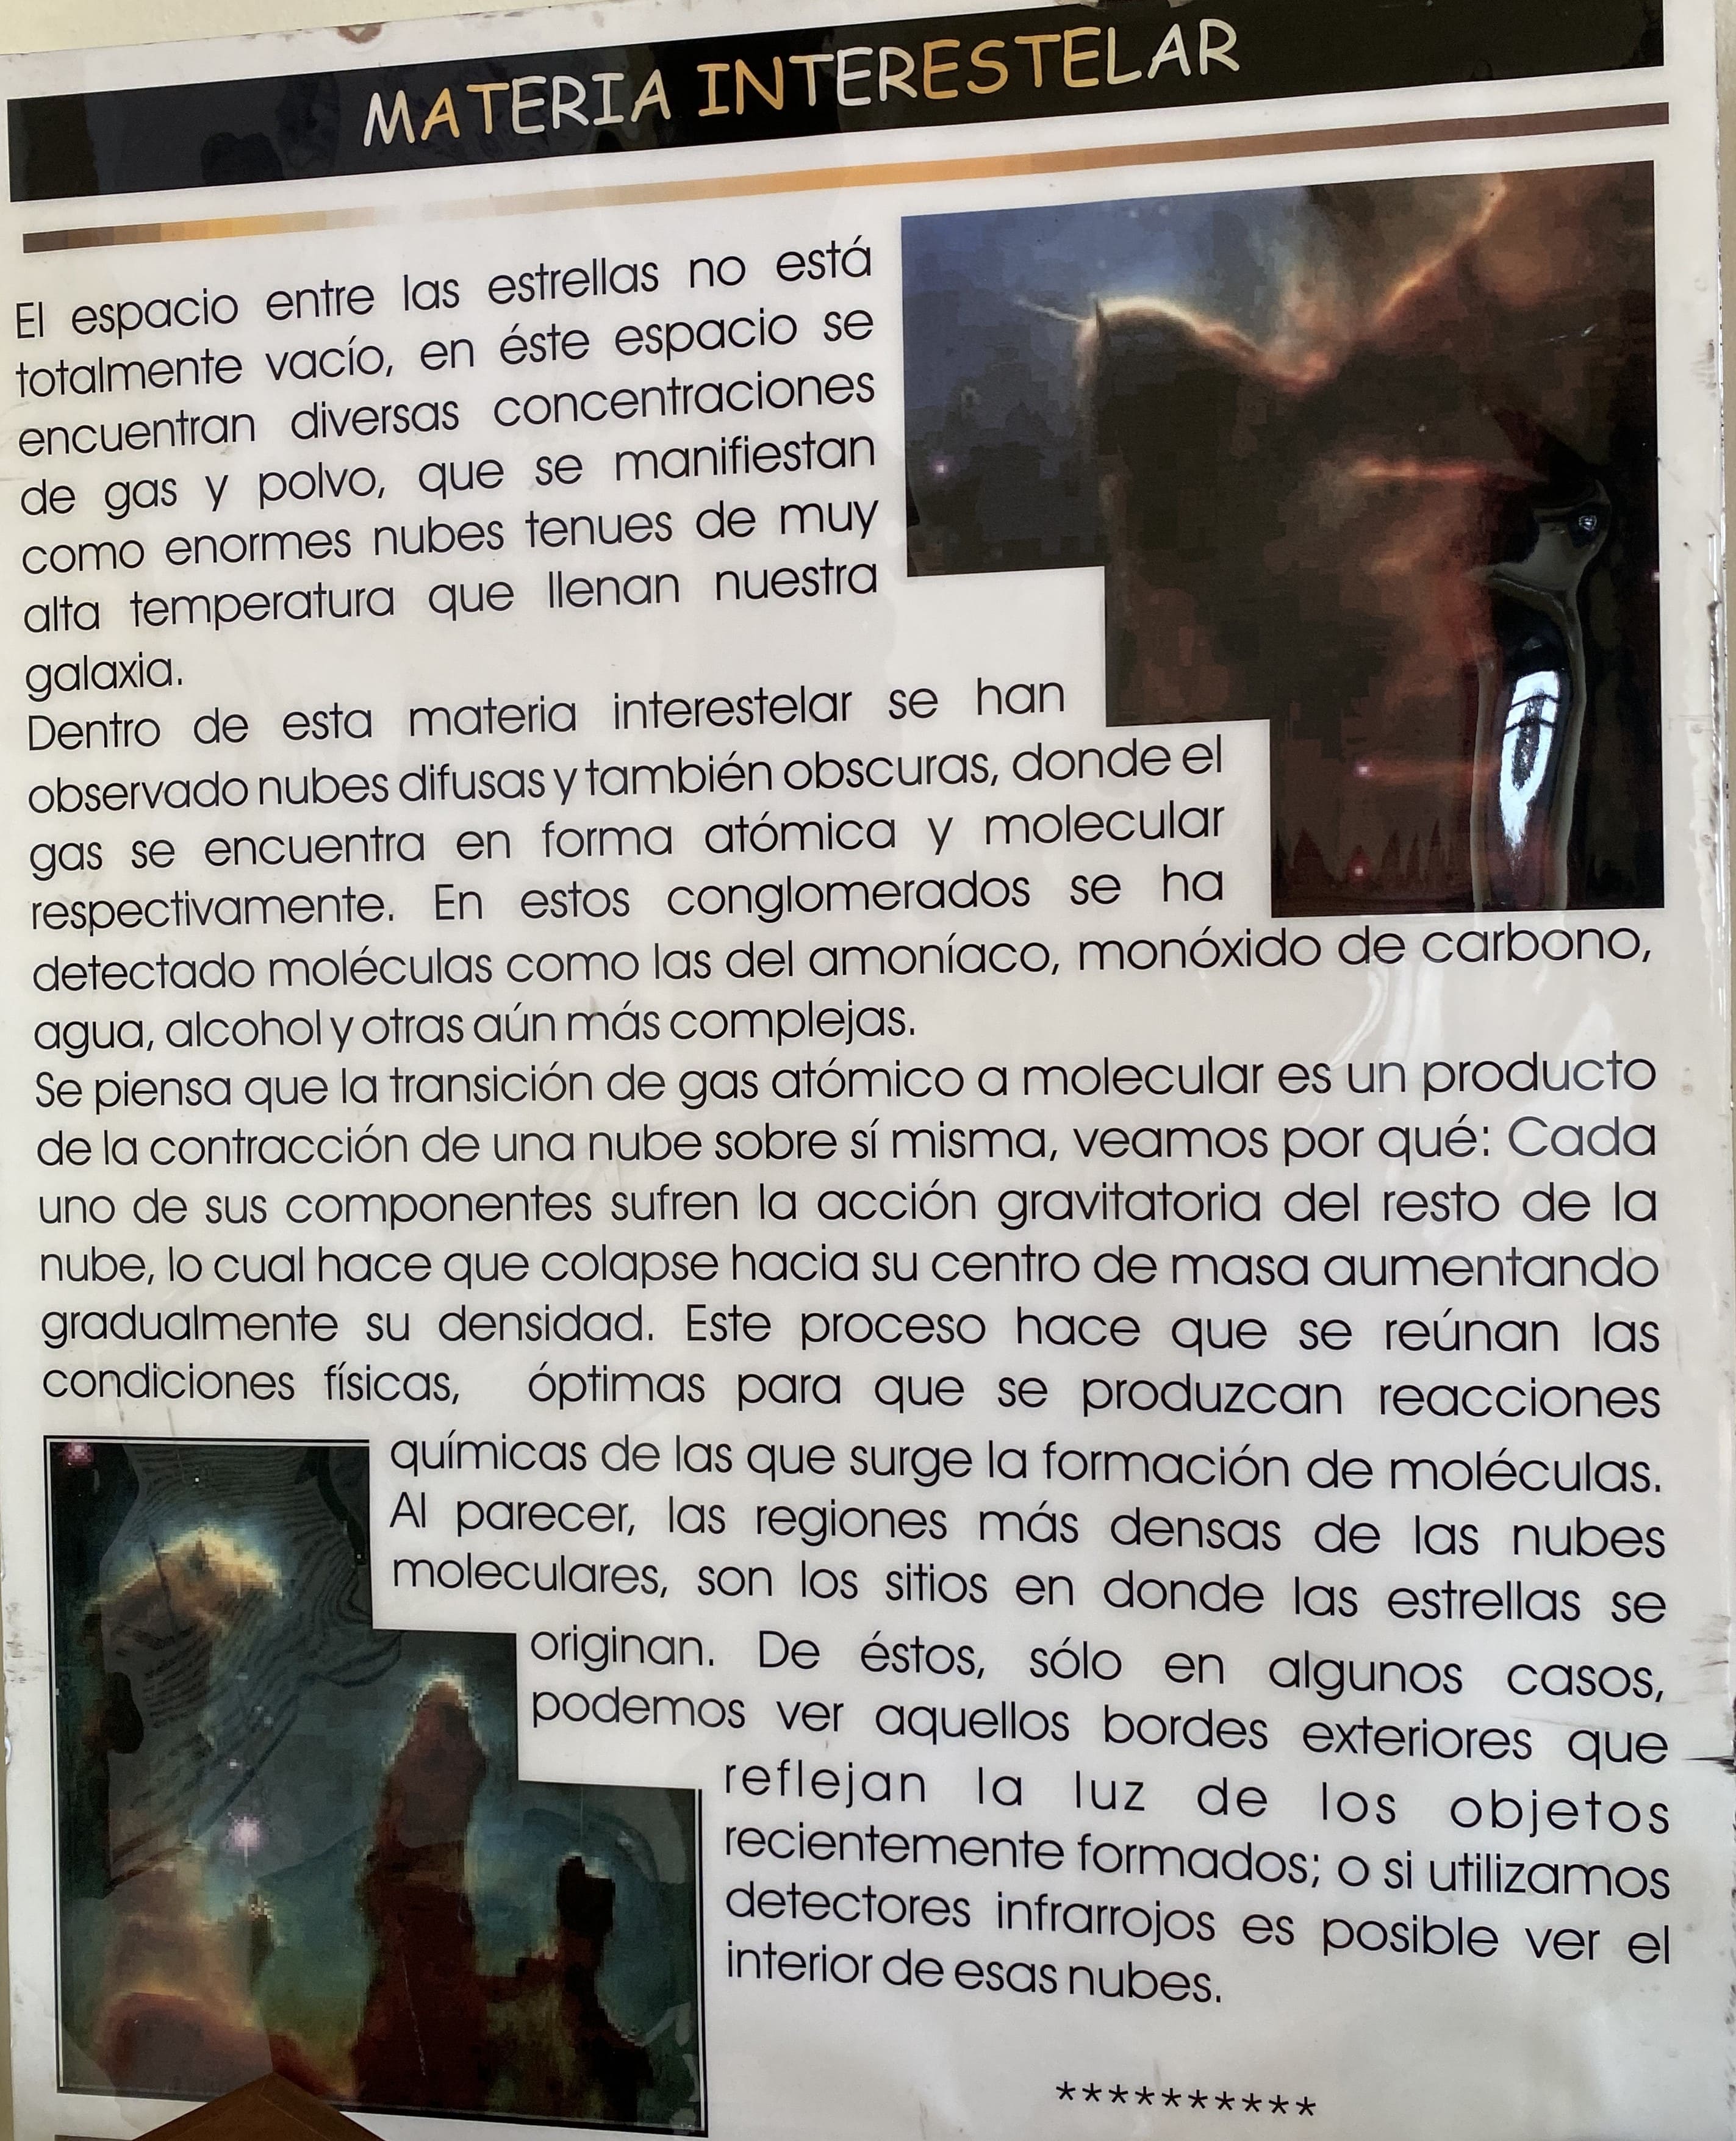 MATERIA INTERESTELAR
El espacio entre las estrellas no está
totalmente vacío, en éste espacio se
encuentran diversas concentraciones
de gas y polvo, que se manifiestan
como enormes nubes tenues de muy
alta temperatura que llenan nuestra
galaxia.
Dentro de esta materia interestelar se han
observado nubes difusas y también obscuras, donde el
gas se encuentra en forma atómica y molecular
respectivamente. En estos conglomerados se ha
detectado moléculas como las del amoníaco, monóxido de carbono,
agua, alcohol y otras aún más complejas.
Se piensa que la transición de gas atómico a molecular es un producto
de la contracción de una nube sobre sí misma, veamos por qué: Cada
uno de sus componentes sufren la acción gravitatoria del resto de la
nube, lo cual hace que colapse hacia su centro de masa aumentando
gradualmente su densidad. Este proceso hace que se reúnan las
condiciones físicas, óptimas para que se produzcan reacciones
químicas de las que surge la formación de moléculas.
Al parecer, las regiones más densas de las nubes
moleculares, son los sitios en donde las estrellas se
originan. De éstos, sólo en algunos casos,
podemos ver aquellos bordes exteriores que
reflejan la luz de los objetos
recientemente formados; o si utilizamos
detectores infrarrojos es posible ver el
interior de esas nubes.
**********